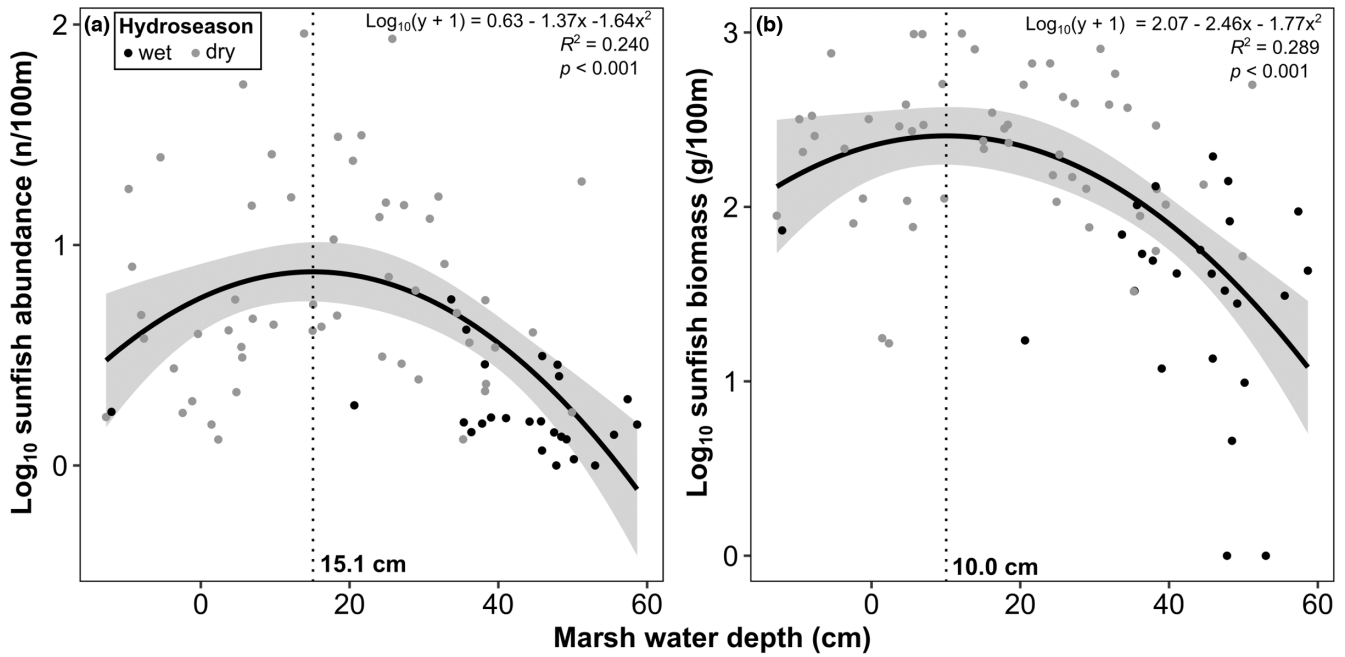 (a)
Hydroseason
wet dry
Log₁₀(y + 1) = 0.63 - 1.37x -1.64x²
R² = 0.240
p < 0.001
Log₁₀ sunfish abundance (n/100m)
2
1
0
15.1 cm
0 20 40 60
(b)
Log₁₀(y + 1) = 2.07 - 2.46x - 1.77x²
R² = 0.289
p < 0.001
Log₁₀ sunfish biomass (g/100m)
3
2
1
0
10.0 cm
0 20 40 60
Marsh water depth (cm)